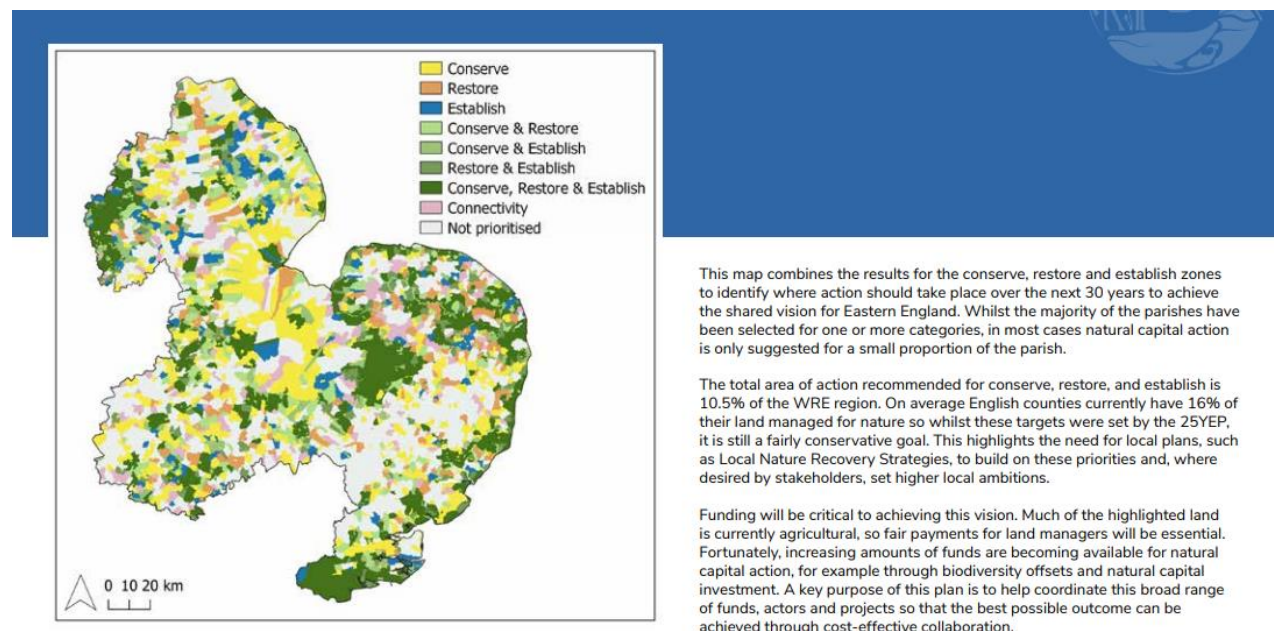 Conserve
Restore
Establish
Conserve & Restore
Conserve & Establish
Restore & Establish
Conserve, Restore & Establish
Connectivity
Not prioritised
0 10 20 km
This map combines the results for the conserve, restore and establish zones
to identify where action should take place over the next 30 years to achieve
the shared vision for Eastern England. Whilst the majority of the parishes have
been selected for one or more categories, in most cases natural capital action
is only suggested for a small proportion of the parish.
The total area of action recommended for conserve, restore, and establish is
10.5% of the WRE region. On average English counties currently have 16% of
their land managed for nature so whilst these targets were set by the 25YEP,
it is still a fairly conservative goal. This highlights the need for local plans, such
as Local Nature Recovery Strategies, to build on these priorities and, where
desired by stakeholders, set higher local ambitions.
Funding will be critical to achieving this vision. Much of the highlighted land
is currently agricultural, so fair payments for land managers will be essential.
Fortunately, increasing amounts of funds are becoming available for natural
capital action, for example through biodiversity offsets and natural capital
investment. A key purpose of this plan is to help coordinate this broad range
of funds, actors and projects so that the best possible outcome can be
achieved through cost-effective collaboration.